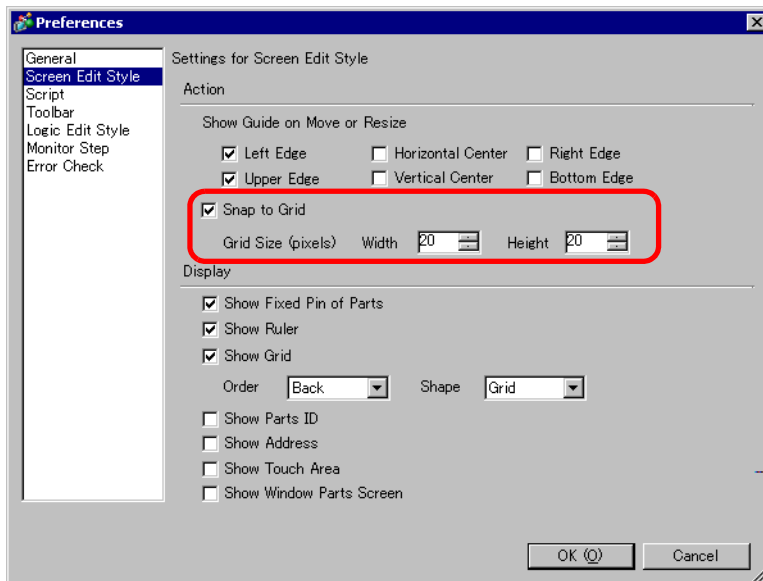 Preferences
General
Screen Edit Style
Script
Toolbar
Logic Edit Style
Monitor Step
Error Check
Settings for Screen Edit Style
Action
Show Guide on Move or Resize
Left Edge Horizontal Center Right Edge
Upper Edge Vertical Center Bottom Edge
Snap to Grid
Grid Size (pixels) Width 20 Height 20
Display
Show Fixed Pin of Parts
Show Ruler
Show Grid
Order Back Shape Grid
Show Parts ID
Show Address
Show Touch Area
Show Window Parts Screen
OK (O) Cancel